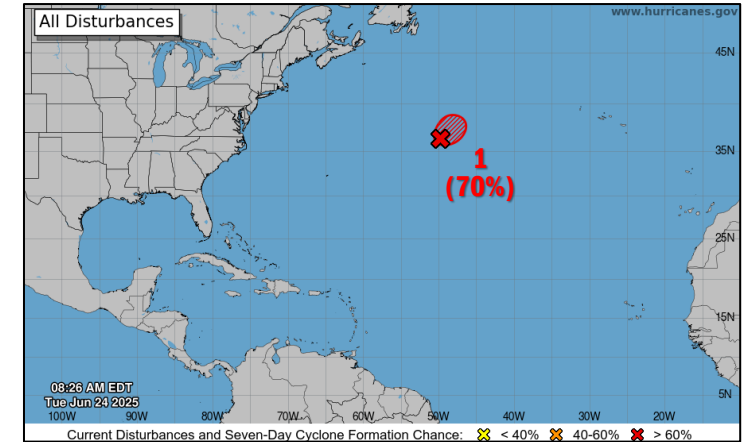 All Disturbances
www.hurricanes.gov
45N
35N
1
(70%)
25N
15N
08:26 AM EDT
5N
Tue Jun 24 2025
100W 90W 80W 70W 60W 50W 40W 30W 20W
Current Disturbances and Seven-Day Cyclone Formation Chance: < 40% 40-60% > 60%